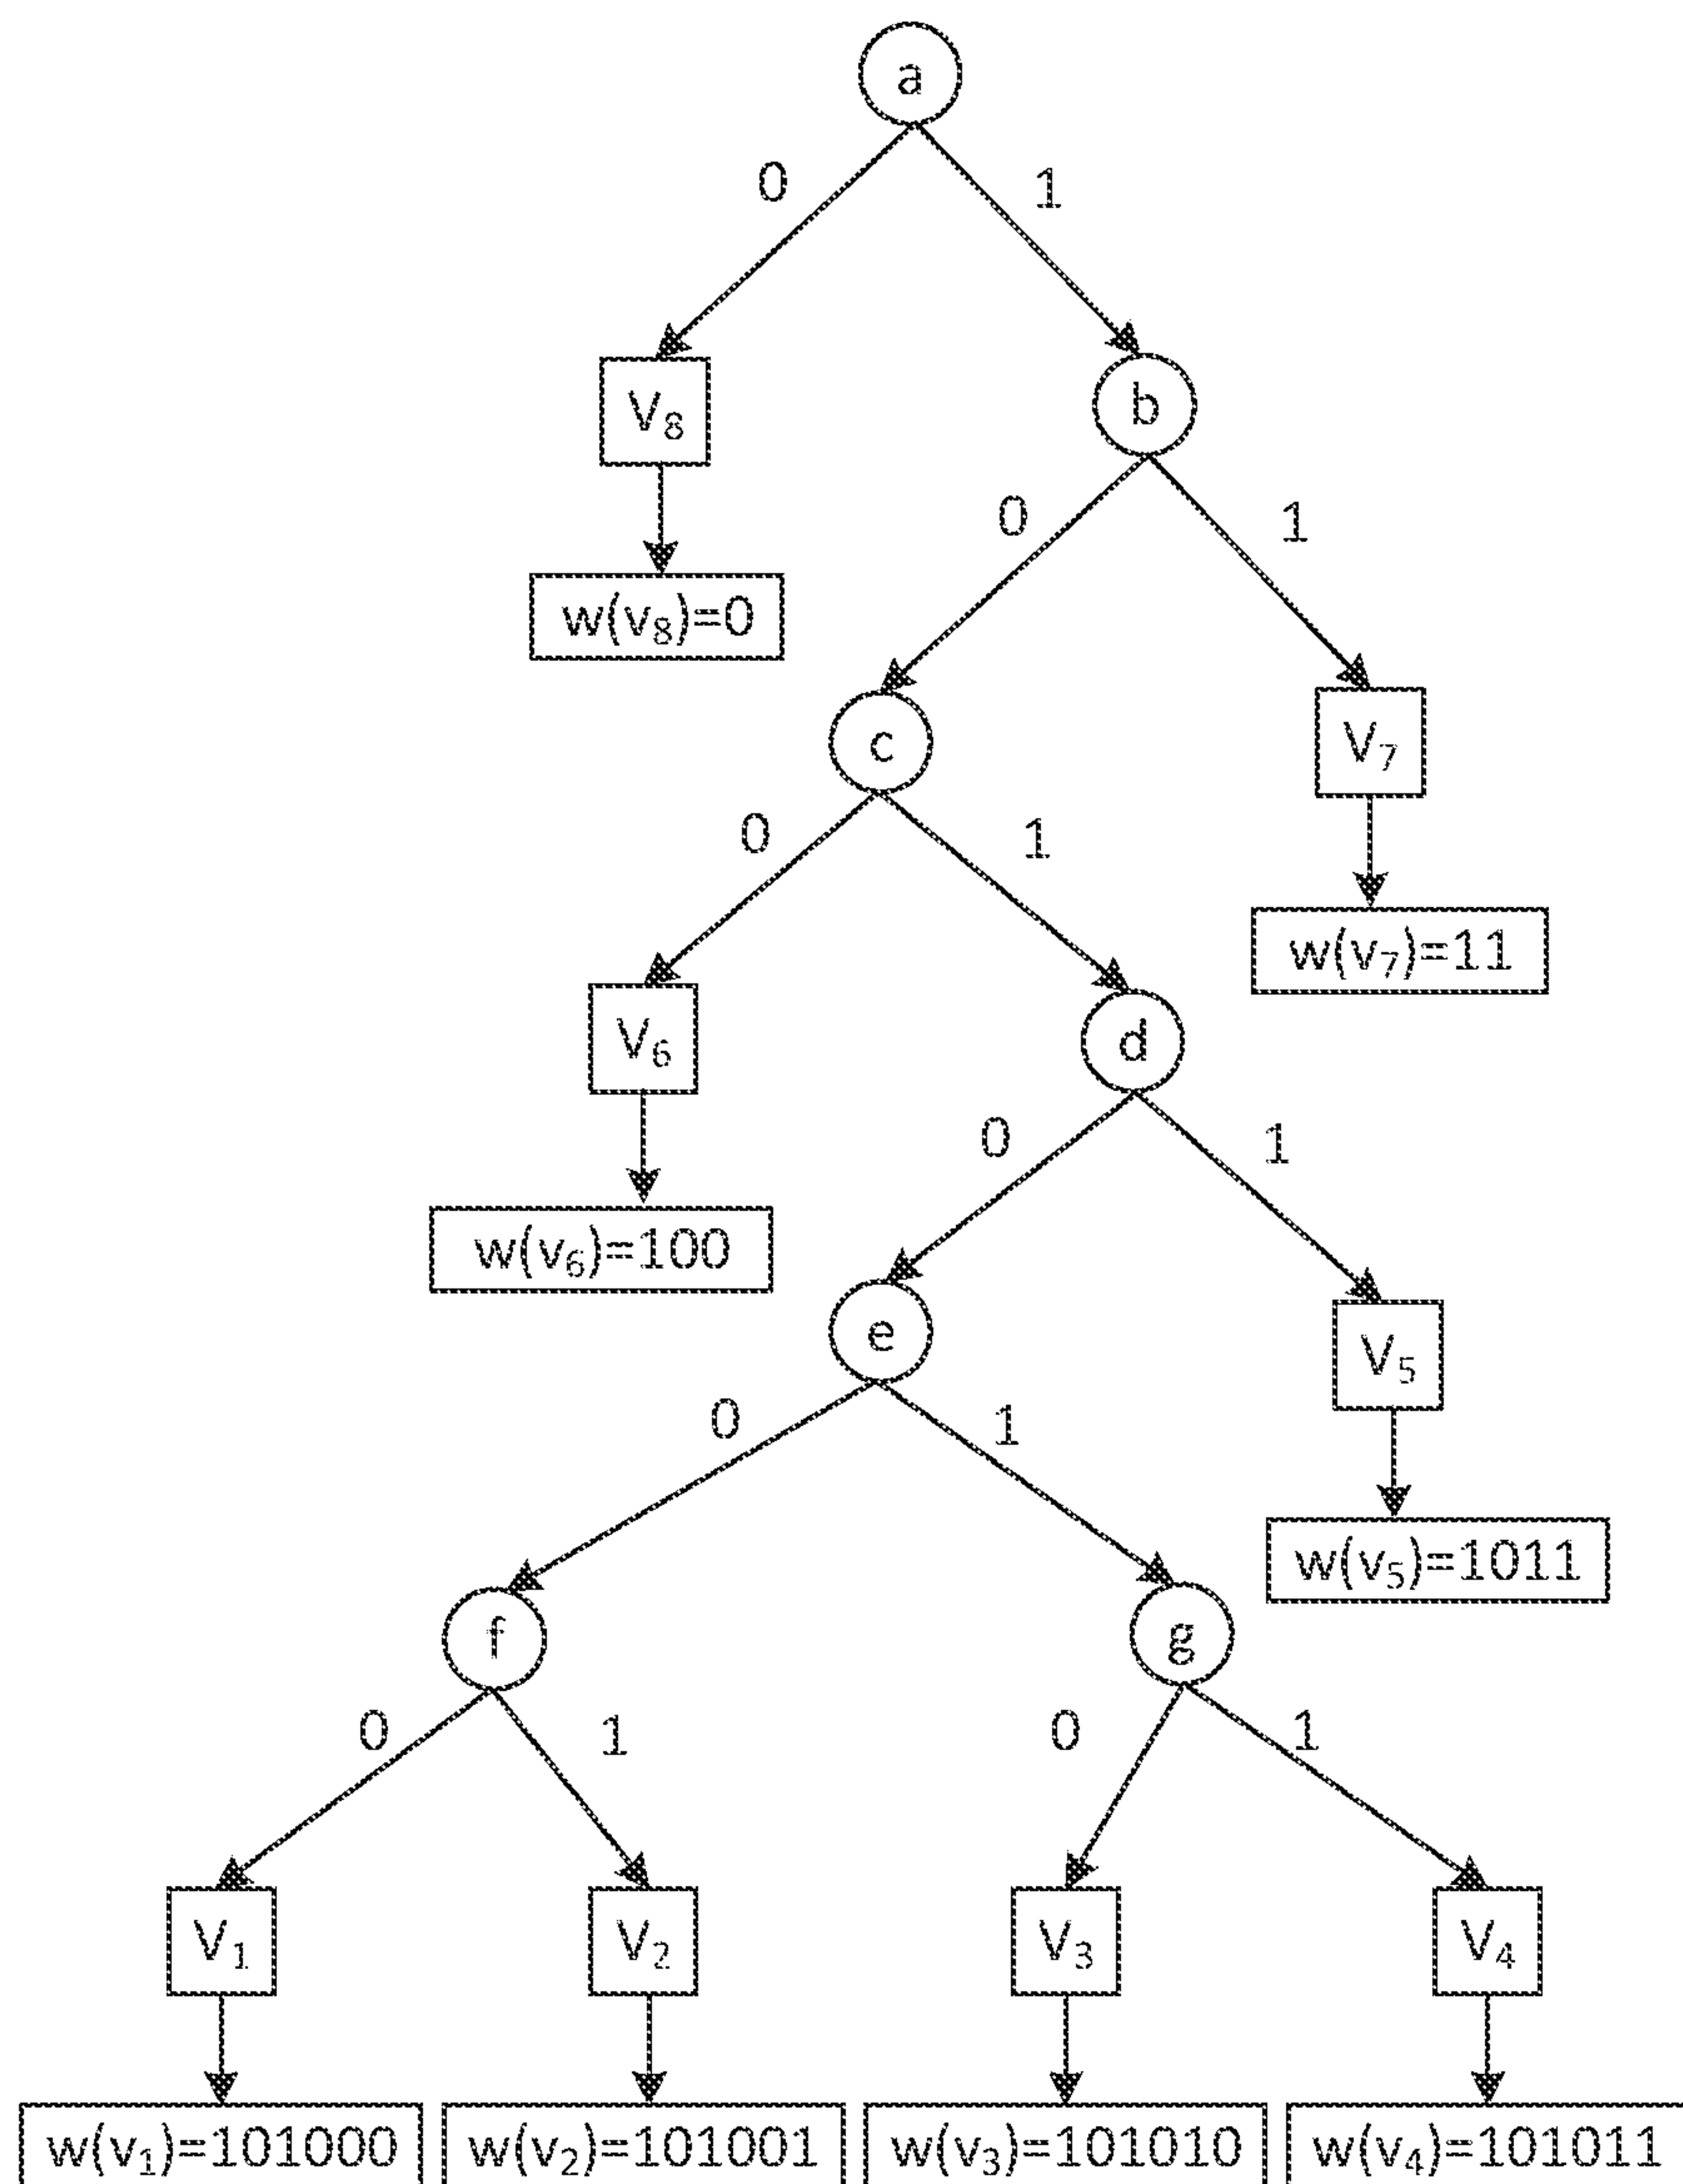 a
0
1
V8
b
0
1
w(v8)=0
c
V7
0
1
w(v7)=11
V6
d
0
1
w(v6)=100
e
V5
0
1
w(v5)=1011
f
g
0
1
0
1
V1
V2
V3
V4
w(v1)=101000
w(v2)=101001
w(v3)=101010
w(v4)=101011